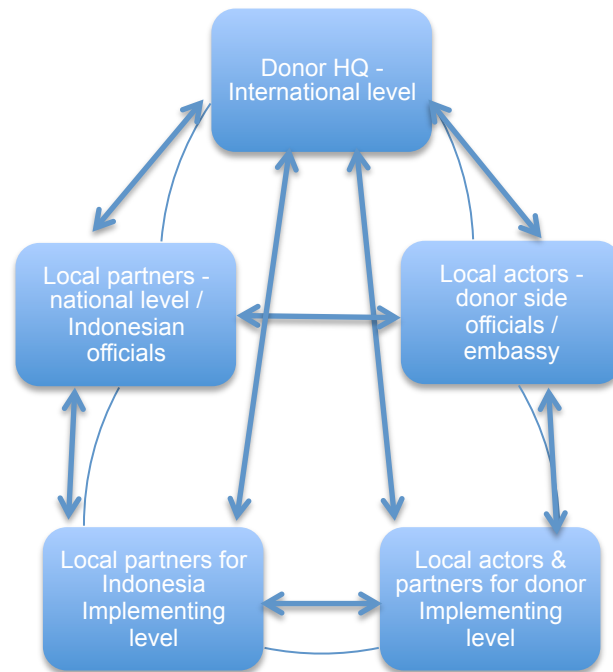 Donor HQ -
International level
Local partners -
national level /
Indonesian
officials
Local actors -
donor side
officials /
embassy
Local partners for
Indonesia
Implementing
level
Local actors &
partners for donor
Implementing
level